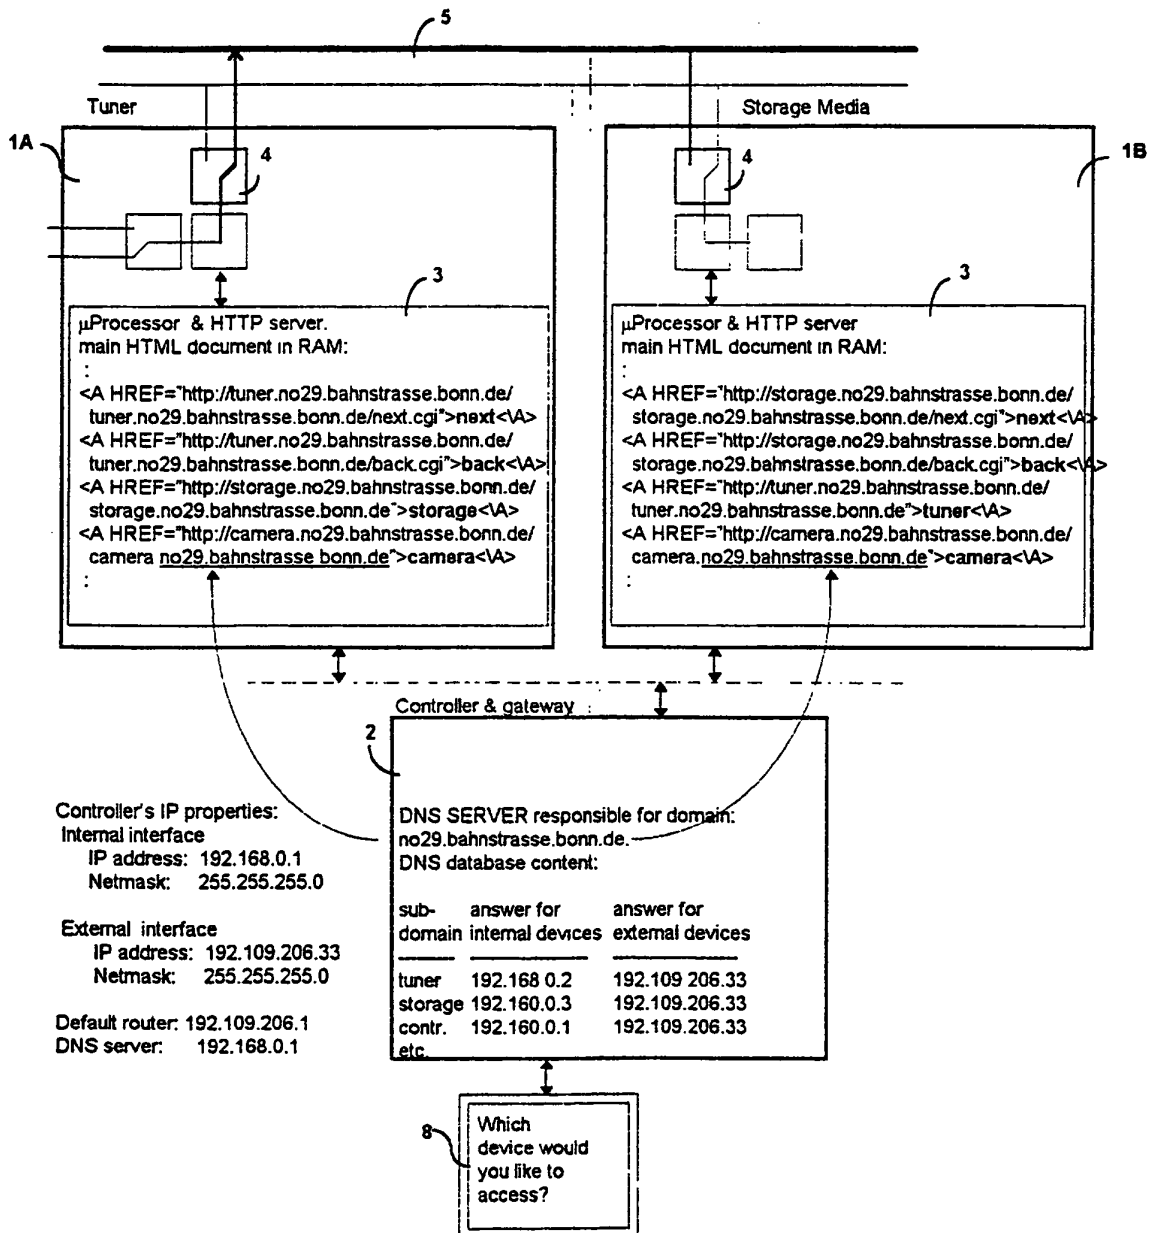 5
Tuner
Storage Media
1A
4
4
1B
3
3
μProcessor & HTTP server.
main HTML document in RAM:
:
<A HREF="http://tuner.no29.bahnstrasse.bonn.de/
tuner.no29.bahnstrasse.bonn.de/next.cgi">next<\A>
<A HREF="http://tuner.no29.bahnstrasse.bonn.de/
tuner.no29.bahnstrasse.bonn.de/back.cgi">back<\A>
<A HREF="http://storage.no29.bahnstrasse.bonn.de/
storage.no29.bahnstrasse.bonn.de">storage<\A>
<A HREF="http://camera.no29.bahnstrasse.bonn.de/
camera no29.bahnstrasse bonn.de">camera<\A>
:
μProcessor & HTTP server
main HTML document in RAM:
:
<A HREF="http://storage.no29.bahnstrasse.bonn.de/
storage.no29.bahnstrasse.bonn.de/next.cgi">next<\A>
<A HREF="http://storage.no29.bahnstrasse.bonn.de/
storage.no29.bahnstrasse.bonn.de/back.cgi">back<\A>
<A HREF="http://tuner.no29.bahnstrasse.bonn.de/
tuner.no29.bahnstrasse.bonn.de">tuner<\A>
<A HREF="http://camera.no29.bahnstrasse.bonn.de/
camera.no29.bahnstrasse.bonn.de">camera<\A>
:
Controller & gateway :
2
DNS SERVER responsible for domain:
no29.bahnstrasse.bonn.de.
DNS database content:
sub- answer for answer for
domain internal devices external devices
tuner 192.168 0.2 192.109 206.33
storage 192.160.0.3 192.109.206.33
contr. 192.160.0.1 192.109.206.33
etc.
Controller's IP properties:
Internal interface
IP address: 192.168.0.1
Netmask: 255.255.255.0
External interface
IP address: 192.109.206.33
Netmask: 255.255.255.0
Default router: 192.109.206.1
DNS server: 192.168.0.1
8
Which
device would
you like to
access?